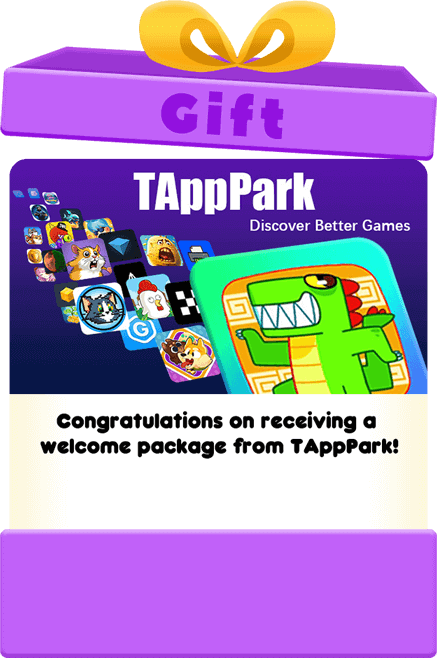 Gift
TAppPark
Discover Better Games
Congratulations on receiving a
welcome package from TAppPark!